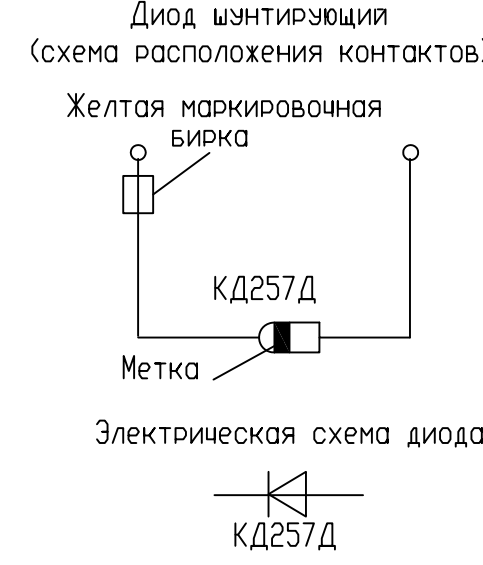 Диод шунтирующий
(схема расположения контактов)
Желтая маркировочная
бирка
КД257Д
Метка
Электрическая схема диода
КД257Д